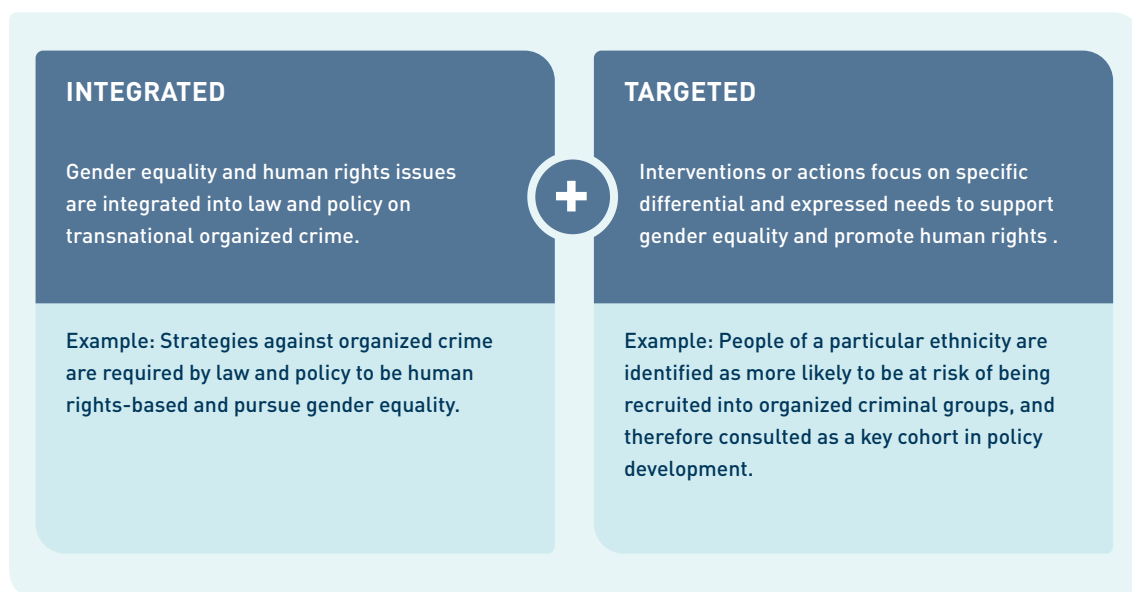 INTEGRATED
Gender equality and human rights issues
are integrated into law and policy on
transnational organized crime.
Example: Strategies against organized crime
are required by law and policy to be human
rights-based and pursue gender equality.
+
TARGETED
Interventions or actions focus on specific
differential and expressed needs to support
gender equality and promote human rights .
Example: People of a particular ethnicity are
identified as more likely to be at risk of being
recruited into organized criminal groups, and
therefore consulted as a key cohort in policy
development.